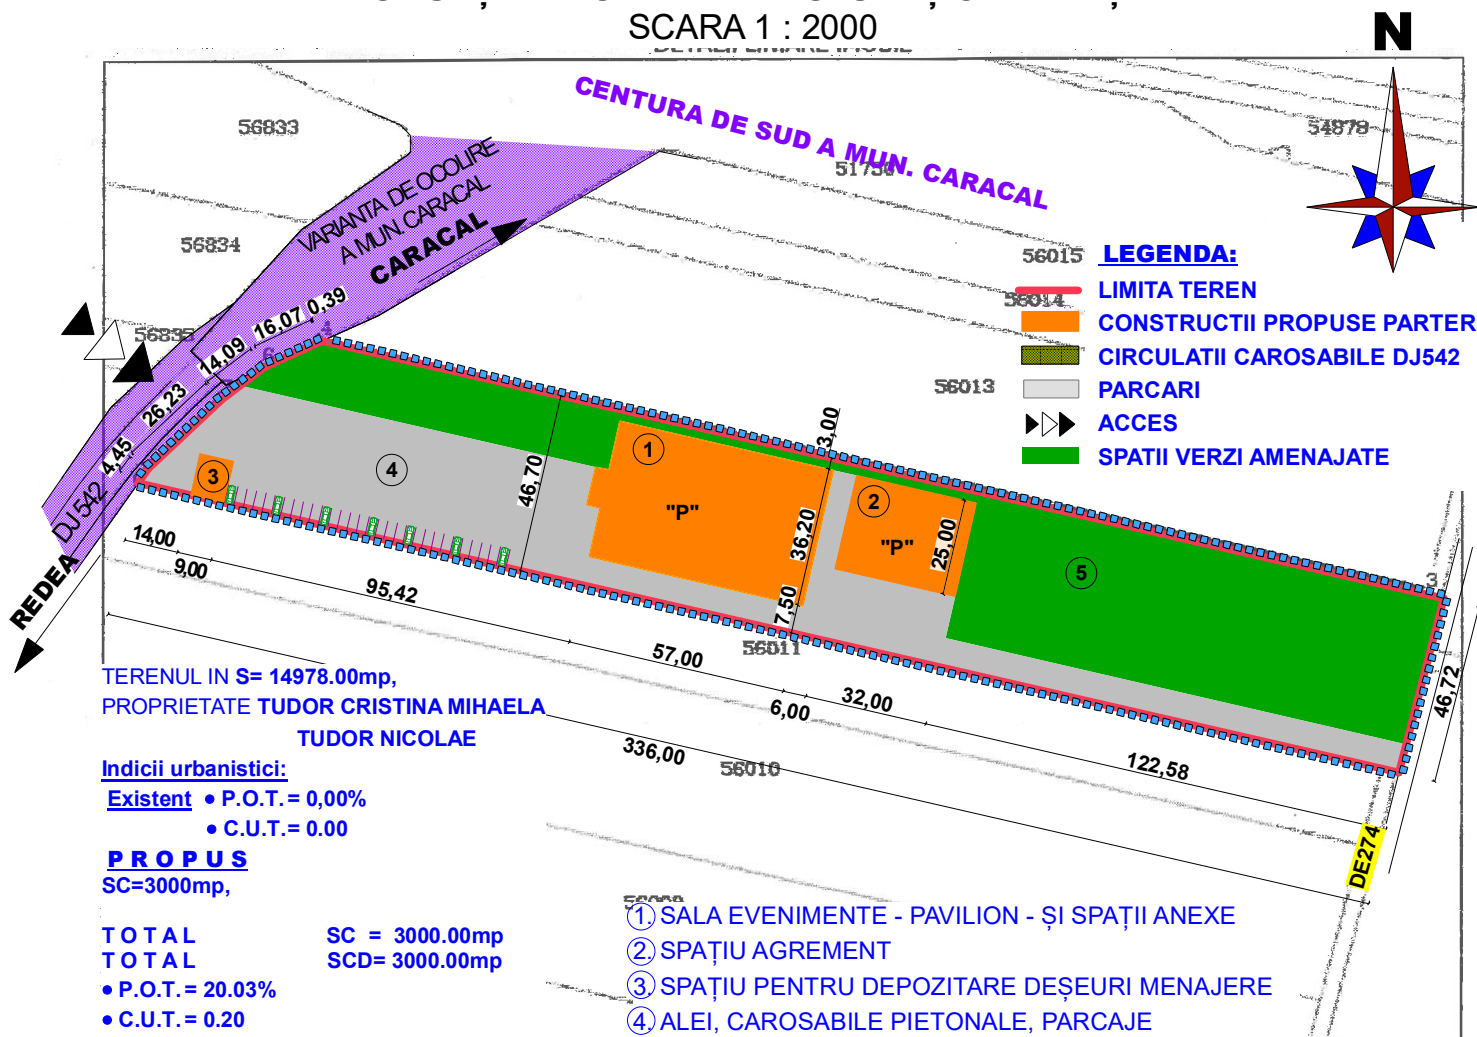 SCARA 1 : 2000
N
CENTURA DE SUD A MUN. CARACAL
56833
54878
51750
VARIANTA DE OCOLIRE
A MUN. CARACAL
CARACAL
56834
56015
LEGENDA:
LIMITA TEREN
56014
CONSTRUCTII PROPUSE PARTER
CIRCULATII CAROSABILE DJ542
PARCARI
ACCES
SPATII VERZI AMENAJATE
56835
56013
0,39
16,07
14,09
26,23
4,45
DJ542
REDEA
6
3,00
1
2
3
4
5
46,70
"P"
"P"
36,20
25,00
7,50
3
14,00
9,00
95,42
57,00
56011
6,00
32,00
122,58
46,72
336,00
56010
DE274
TERENUL IN S= 14978.00mp,
PROPRIETATE TUDOR CRISTINA MIHAELA
TUDOR NICOLAE
Indicii urbanistici:
Existent • P.O.T.= 0,00%
• C.U.T.= 0.00
PROPUS
SC=3000mp,
TOTAL SC = 3000.00mp
TOTAL SCD= 3000.00mp
• P.O.T.= 20.03%
• C.U.T.= 0.20
1. SALA EVENIMENTE - PAVILION - ȘI SPAȚII ANEXE
2. SPAȚIU AGREMENT
3. SPAȚIU PENTRU DEPOZITARE DEȘEURI MENAJERE
4. ALEI, CAROSABILE PIETONALE, PARCAJE